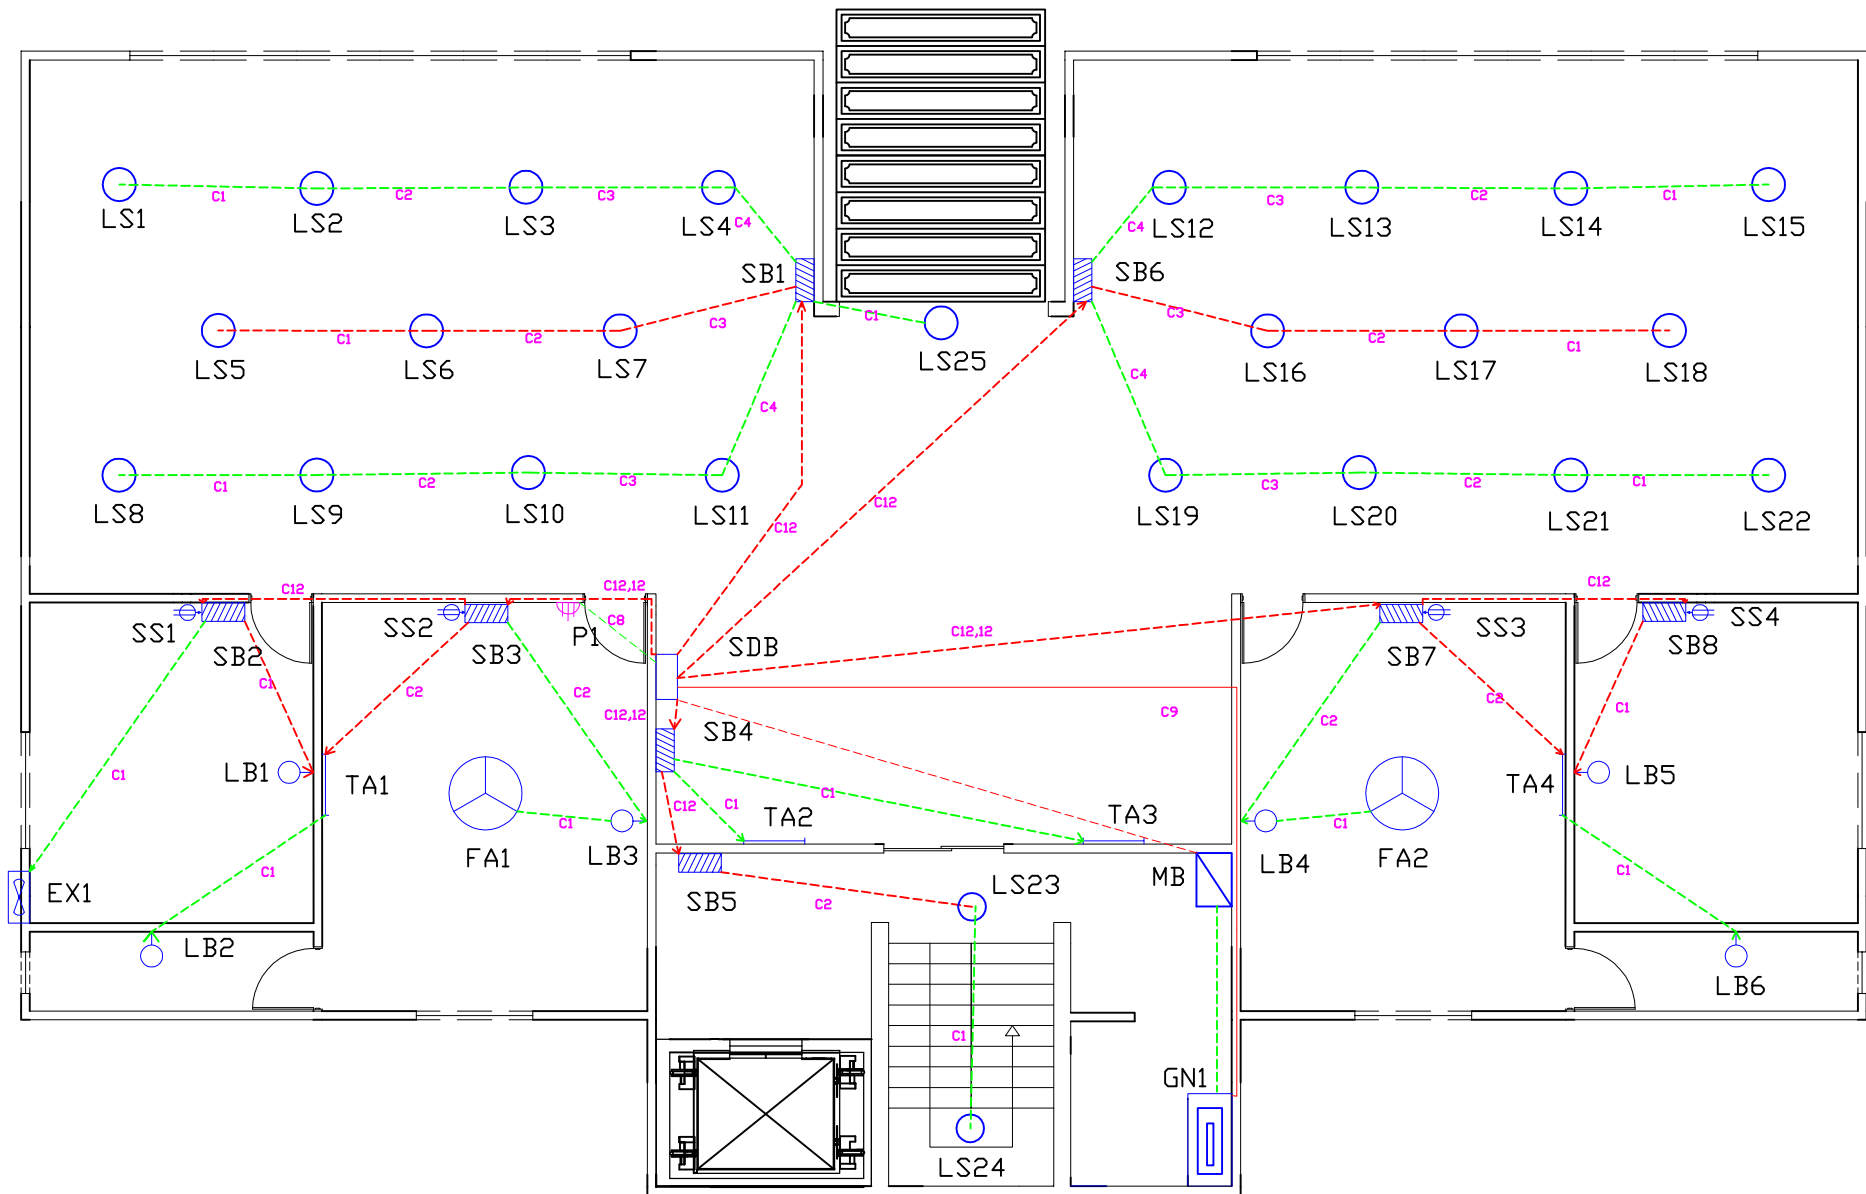 C1 C2 C3 C3 C2 C1
LS1 LS2 LS3 LS4 C4 C4 LS12 LS13 LS14 LS15
SB1 SB6
C1 C2 C3 C1 C3 C2 C1
LS5 LS6 LS7 LS25 LS16 LS17 LS18
C4 C4
C1 C2 C3 C12 C3 C2 C1
LS8 LS9 LS10 LS11 C12 LS19 LS20 LS21 LS22
C12 C12,12 C12
SS1 SS2 P1 C8 C12,12 SS3 SS4
SB2 SB3 SDB SB7 SB8
C1 C2 C2 C2 C2 C1
C12,12 SB4 C9
C1 LB1 TA1 TA4 LB5
C12 C1 C1
C1 TA2 TA3 C1
FA1 LB3 LB4 FA2
C1 C1
EX1 SB5 C2 LS23 MB
LB2 LB6
C1
GN1
LS24